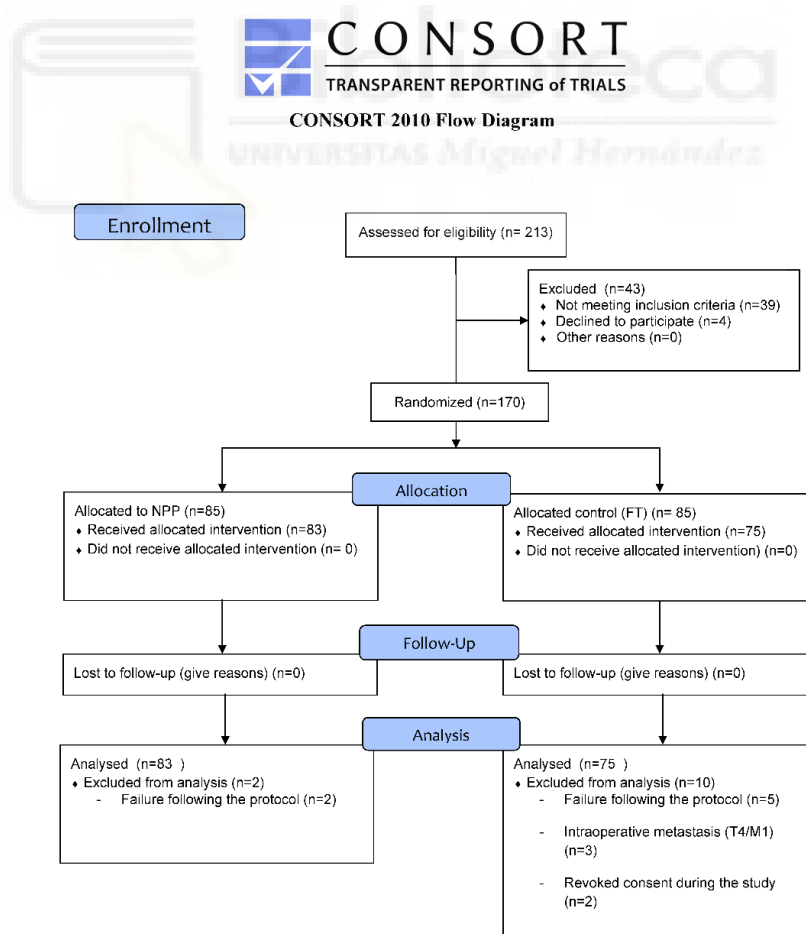 CONSORT
TRANSPARENT REPORTING of TRIALS
Biblioteca
CONSORT 2010 Flow Diagram
UNIVERSITAS Miguel Hernández
Enrollment
Assessed for eligibility (n= 213)
Excluded (n=43)
♦ Not meeting inclusion criteria (n=39)
♦ Declined to participate (n=4)
♦ Other reasons (n=0)
Randomized (n=170)
Allocation
Allocated to NPP (n=85)
♦ Received allocated intervention (n=83)
♦ Did not receive allocated intervention (n= 0)
Allocated control (FT) (n= 85)
♦ Received allocated intervention (n=75)
♦ Did not receive allocated intervention) (n=0)
Follow-Up
Lost to follow-up (give reasons) (n=0)
Lost to follow-up (give reasons) (n=0)
Analysis
Analysed (n=83 )
♦ Excluded from analysis (n=2)
- Failure following the protocol (n=2)
Analysed (n=75 )
♦ Excluded from analysis (n=10)
- Failure following the protocol (n=5)
- Intraoperative metastasis (T4/M1)
(n=3)
- Revoked consent during the study
(n=2)